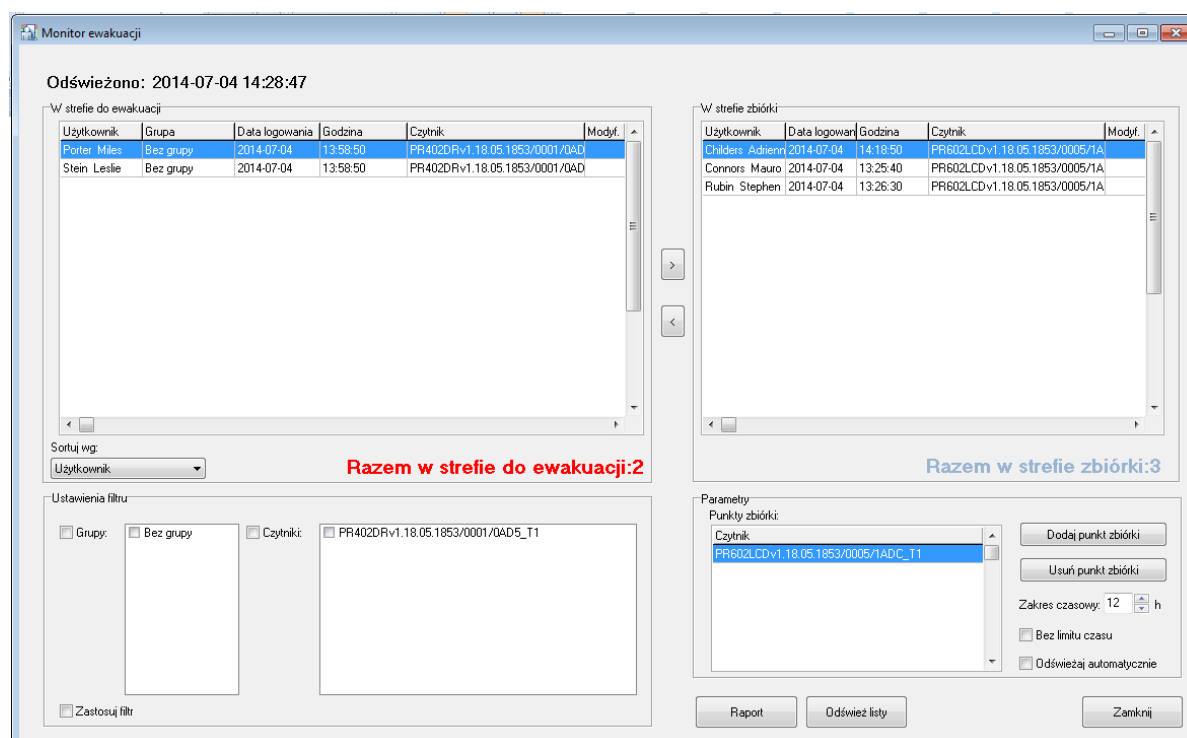 Monitor ewakuacji
Odświeżono: 2014-07-04 14:28:47
W strefie do ewakuacji
Użytkownik Grupa Data logowania Godzina Czytnik Modyf.
Porter Miles Bez grupy 2014-07-04 13:58:50 PR402DRv1.18.05.1853/0001/0AD
Stein Leslie Bez grupy 2014-07-04 13:58:50 PR402DRv1.18.05.1853/0001/0AD
W strefie zbiórki
Użytkownik Data logowan Godzina Czytnik Modyf.
Childers Adrienn 2014-07-04 14:18:50 PR602LCDv1.18.05.1853/0005/1A
Connors Mauro 2014-07-04 13:25:40 PR602LCDv1.18.05.1853/0005/1A
Rubin Stephen 2014-07-04 13:26:30 PR602LCDv1.18.05.1853/0005/1A
>
<
Sortuj wg:
Użytkownik
Razem w strefie do ewakuacji:2
Razem w strefie zbiórki:3
Ustawienia filtru
Grupy:
Bez grupy
Czytniki:
PR402DRv1.18.05.1853/0001/0AD5_T1
Zastosuj filtr
Parametry
Punkty zbiórki:
Czytnik
PR602LCDv1.18.05.1853/0005/1ADC_T1
Dodaj punkt zbiórki
Usuń punkt zbiórki
Zakres czasowy: 12 h
Bez limitu czasu
Odświeżaj automatycznie
Raport
Odśwież listy
Zamknij